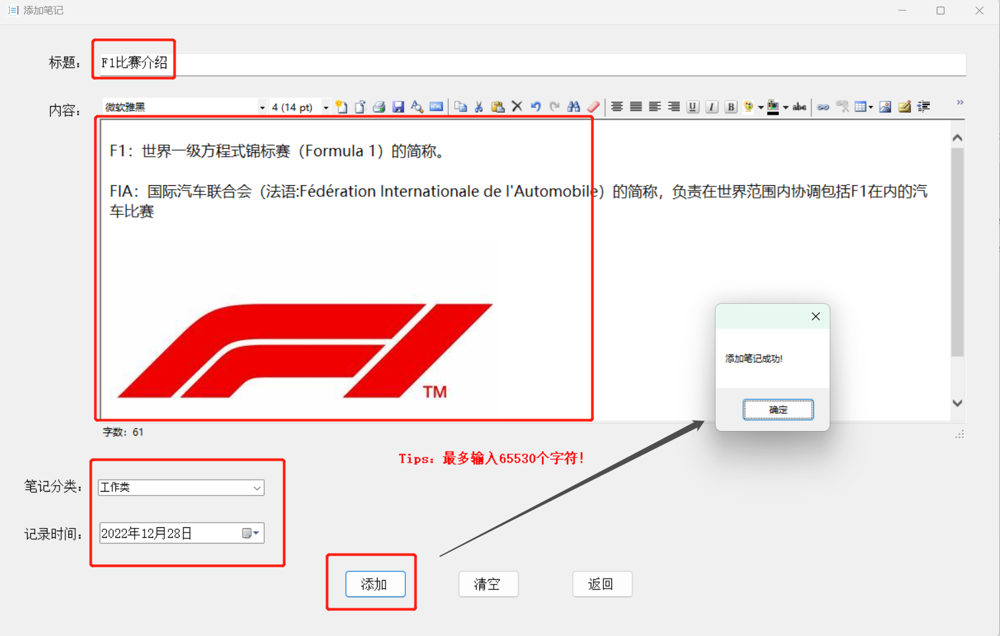 添加笔记
标题： F1比赛介绍
内容： 微软雅黑 4 (14 pt)
F1：世界一级方程式锦标赛（Formula 1）的简称。
FIA：国际汽车联合会（法语:Fédération Internationale de l'Automobile）的简称，负责在世界范围内协调包括F1在内的汽
车比赛
TM
添加笔记成功!
确定
字数：61
Tips：最多输入65530个字符！
笔记分类： 工作类
记录时间： 2022年12月28日
添加 清空 返回